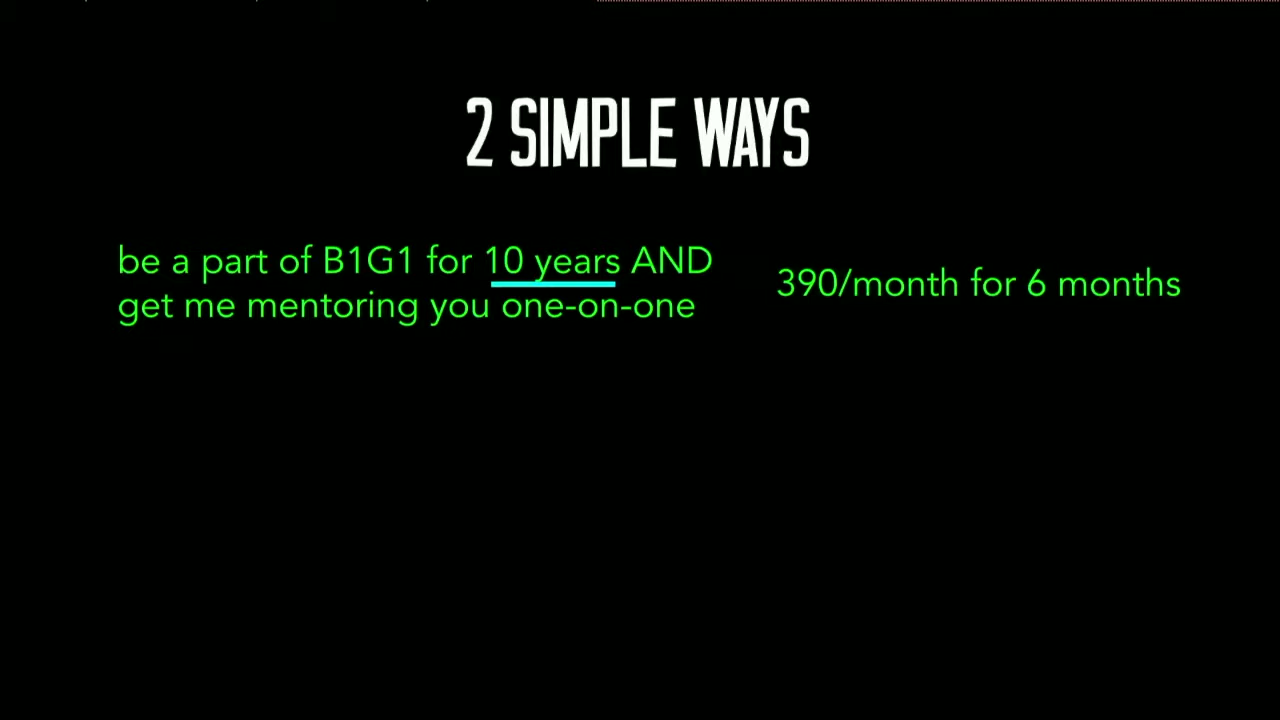 2 SIMPLE WAYS
be a part of B1G1 for 10 years AND
get me mentoring you one-on-one
390/month for 6 months